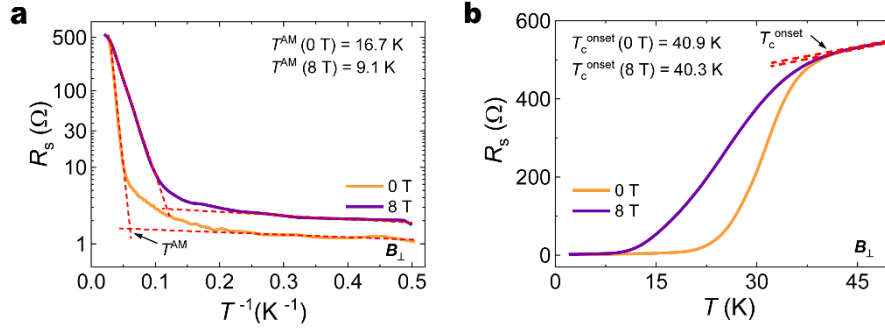 a
T^AM (0 T) = 16.7 K
T^AM (8 T) = 9.1 K
R_s (Ω)
500
100
30
10
1
0 T
8 T
T^AM
B_⊥
0.0 0.1 0.2 0.3 0.4 0.5
T^-1(K^-1)
b
T_c^onset (0 T) = 40.9 K
T_c^onset (8 T) = 40.3 K
T_c^onset
R_s (Ω)
600
400
200
0
0 T
8 T
B_⊥
0 15 30 45
T (K)